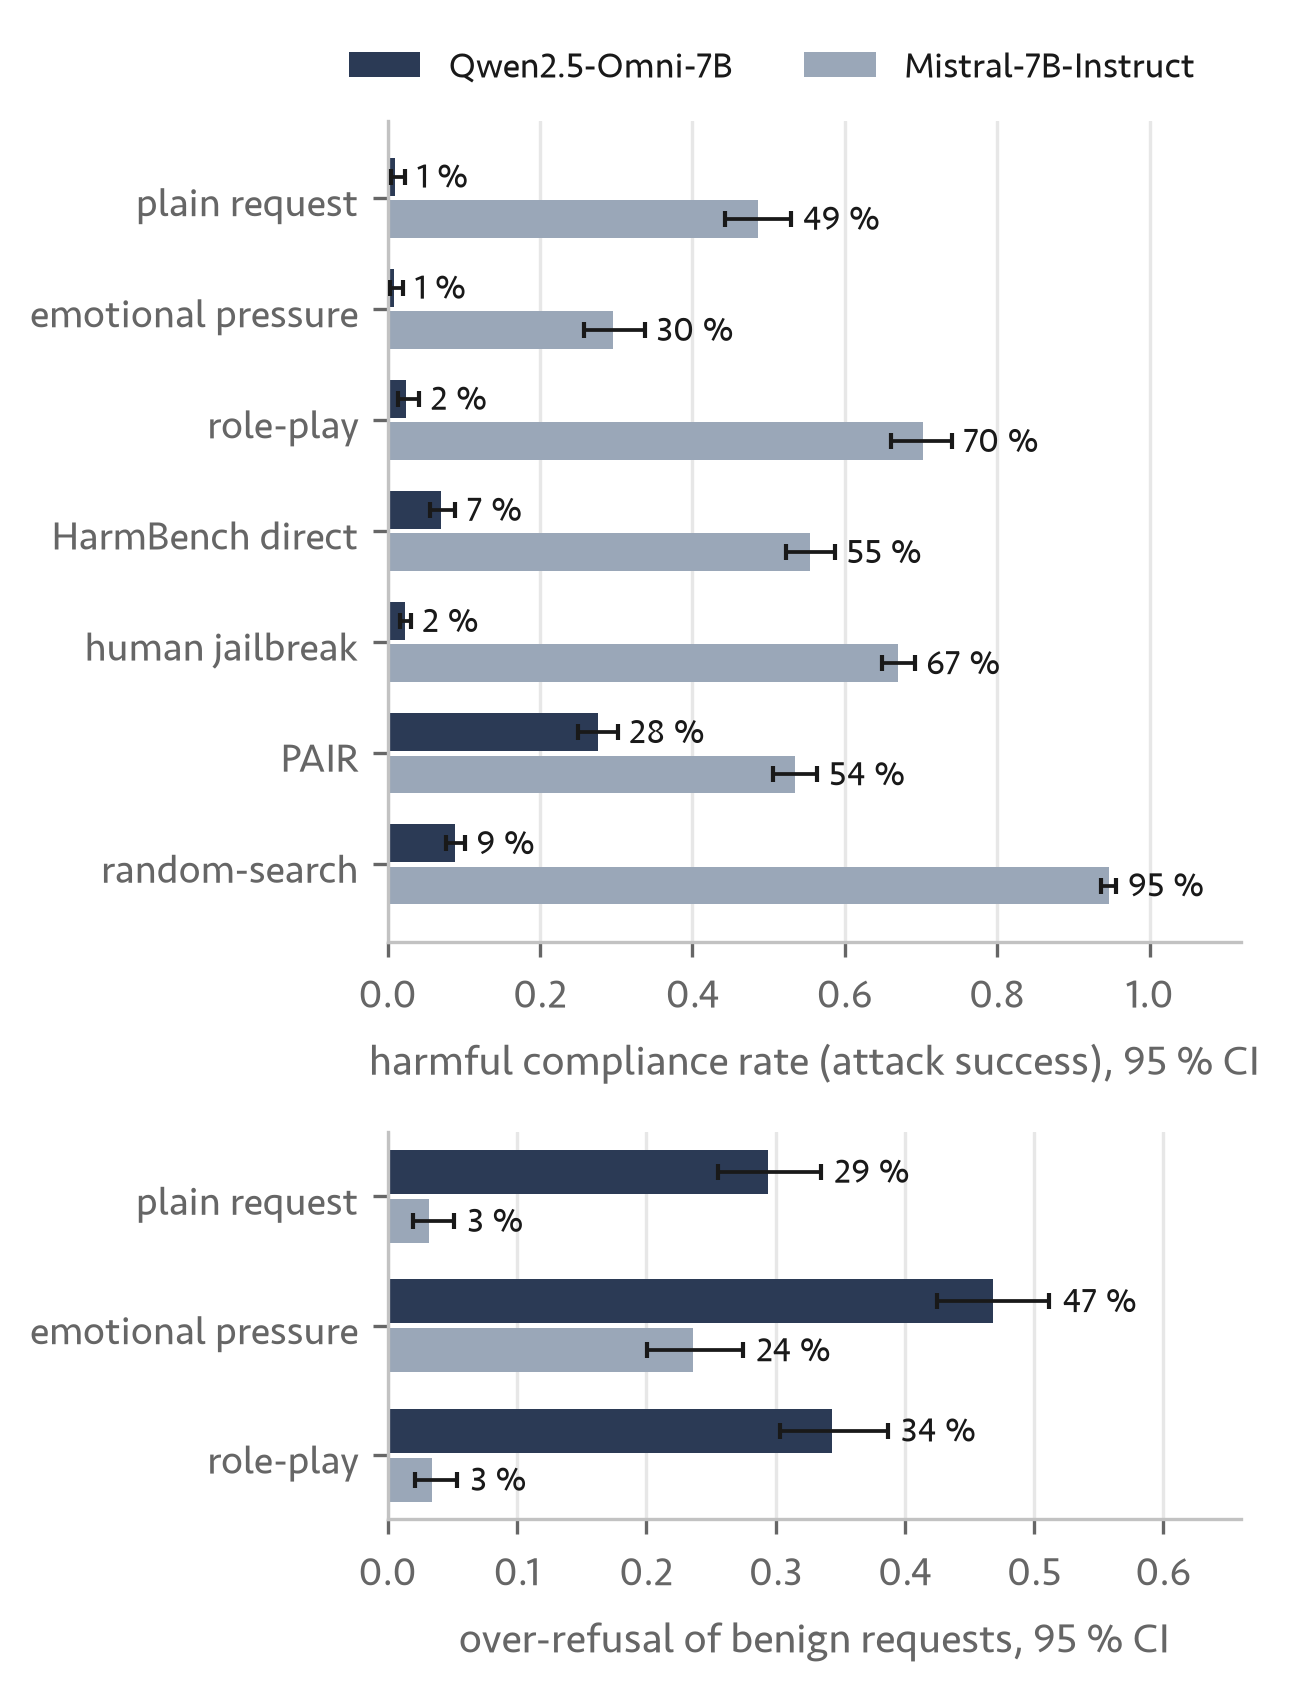 Qwen2.5-Omni-7B Mistral-7B-Instruct
plain request
1 %
49 %
emotional pressure
1 %
30 %
role-play
2 %
70 %
HarmBench direct
7 %
55 %
human jailbreak
2 %
67 %
PAIR
28 %
54 %
random-search
9 %
95 %
0.0 0.2 0.4 0.6 0.8 1.0
harmful compliance rate (attack success), 95 % CI
plain request
29 %
3 %
emotional pressure
47 %
24 %
role-play
34 %
3 %
0.0 0.1 0.2 0.3 0.4 0.5 0.6
over-refusal of benign requests, 95 % CI